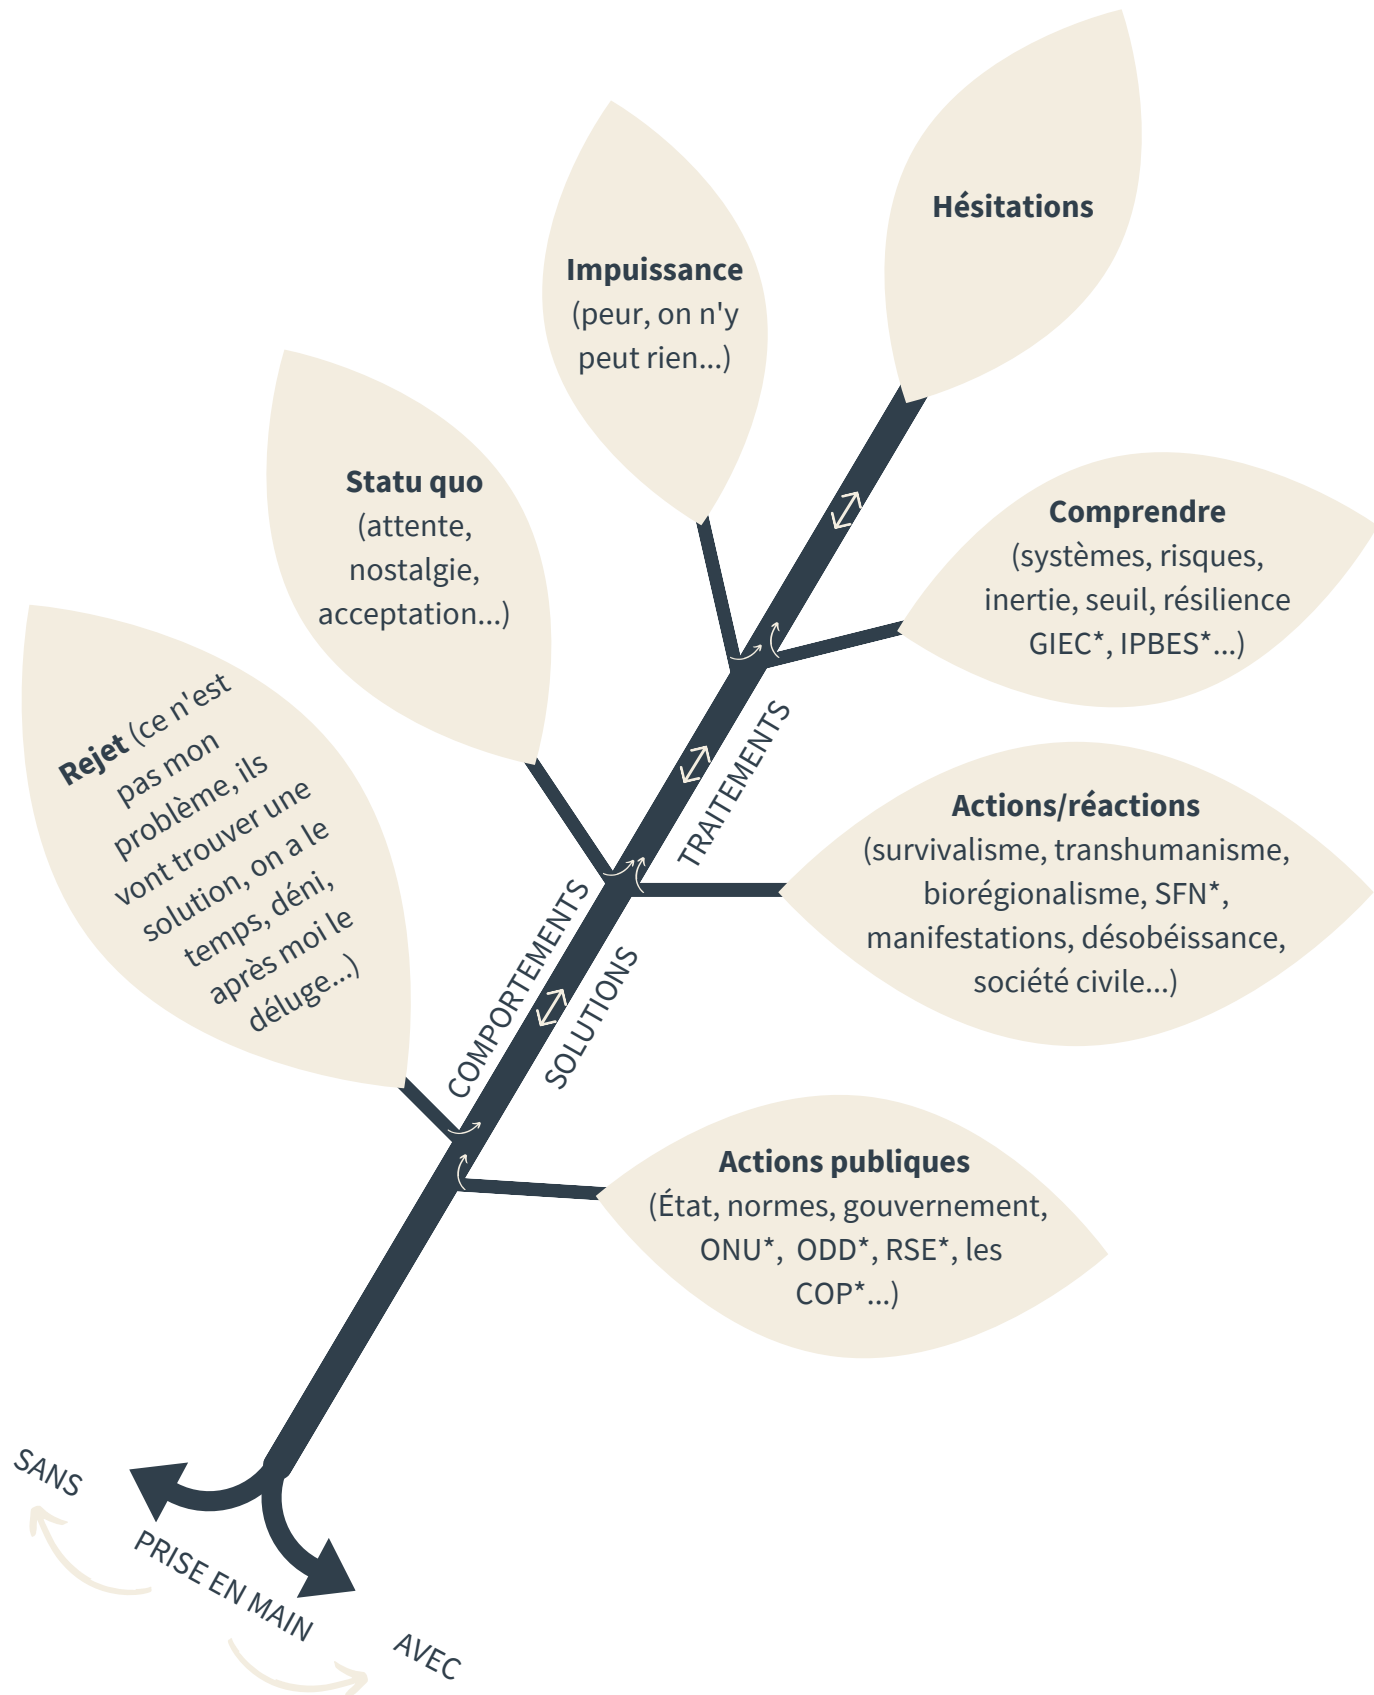 Hésitations
Impuissance
(peur, on n'y
peut rien...)
Statu quo
(attente,
nostalgie,
acceptation...)
Comprendre
(systèmes, risques,
inertie, seuil, résilience
GIEC*, IPBES*...)
Rejet (ce n'est
pas mon
problème, ils
vont trouver une
solution, on a le
temps, déni,
après moi le
déluge...)
TRAITEMENTS
Actions/réactions
(survivalisme, transhumanisme,
biorégionalisme, SFN*,
manifestations, désobéissance,
société civile...)
COMPORTEMENTS
SOLUTIONS
Actions publiques
(État, normes, gouvernement,
ONU*, ODD*, RSE*, les
COP*...)
SANS
PRISE EN MAIN
AVEC